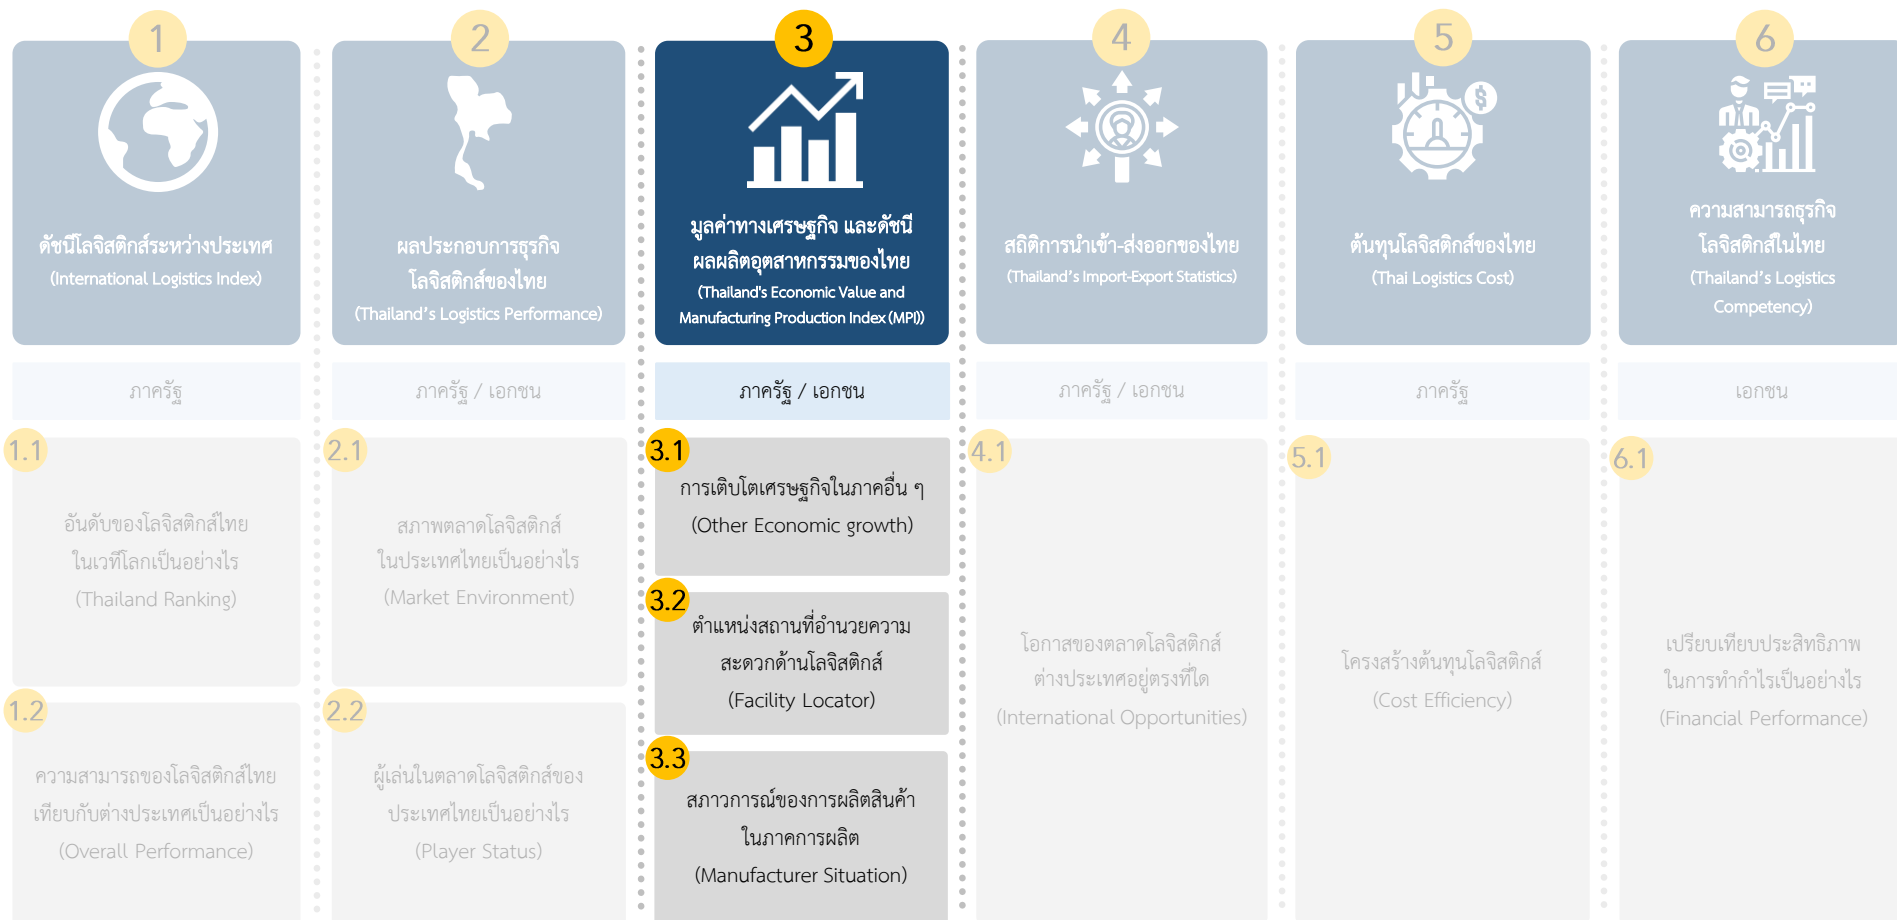 1
ดัชนีโลจิสติกส์ระหว่างประเทศ
(International Logistics Index)
ภาครัฐ
1.1
อันดับของโลจิสติกส์ไทย
ในเวทีโลกเป็นอย่างไร
(Thailand Ranking)
1.2
ความสามารถของโลจิสติกส์ไทย
เทียบกับต่างประเทศเป็นอย่างไร
(Overall Performance)
2
ผลประกอบการธุรกิจ
โลจิสติกส์ของไทย
(Thailand's Logistics Performance)
ภาครัฐ / เอกชน
2.1
สภาพตลาดโลจิสติกส์
ในประเทศไทยเป็นอย่างไร
(Market Environment)
2.2
ผู้เล่นในตลาดโลจิสติกส์ของ
ประเทศไทยเป็นอย่างไร
(Player Status)
3
มูลค่าทางเศรษฐกิจ และดัชนี
ผลผลิตอุตสาหกรรมของไทย
(Thailand's Economic Value and
Manufacturing Production Index (MPI))
ภาครัฐ / เอกชน
3.1
การเติบโตเศรษฐกิจในภาคอื่น ๆ
(Other Economic growth)
3.2
ตำแหน่งสถานที่อำนวยความ
สะดวกด้านโลจิสติกส์
(Facility Locator)
3.3
สภาวการณ์ของการผลิตสินค้า
ในภาคการผลิต
(Manufacturer Situation)
4
สถิติการนำเข้า-ส่งออกของไทย
(Thailand's Import-Export Statistics)
ภาครัฐ / เอกชน
4.1
โอกาสของตลาดโลจิสติกส์
ต่างประเทศอยู่ตรงที่ใด
(International Opportunities)
5
$
ต้นทุนโลจิสติกส์ของไทย
(Thai Logistics Cost)
ภาครัฐ
5.1
โครงสร้างต้นทุนโลจิสติกส์
(Cost Efficiency)
6
ความสามารถธุรกิจ
โลจิสติกส์ในไทย
(Thailand's Logistics
Competency)
เอกชน
6.1
เปรียบเทียบประสิทธิภาพ
ในการทำกำไรเป็นอย่างไร
(Financial Performance)